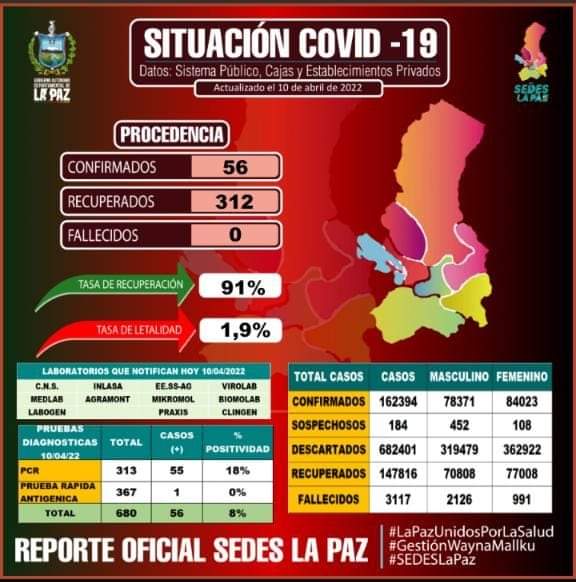 GOBIERNO AUTÓNOMO
DEPARTAMENTAL DE
LA PAZ
SITUACIÓN COVID -19
Datos: Sistema Público, Cajas y Establecimientos Privados
Actualizado el 10 de abril de 2022
SEDES
LA PAZ
PROCEDENCIA
CONFIRMADOS 56
RECUPERADOS 312
FALLECIDOS 0
TASA DE RECUPERACIÓN 91%
TASA DE LETALIDAD 1,9%
LABORATORIOS QUE NOTIFICAN HOY 10/04/2022
C.N.S. INLASA EE.SS-AG VIROLAB
MEDLAB AGRAMONT MIKROMOL BIOMOLAB
LABOGEN PRAXIS CLINGEN
PRUEBAS DIAGNOSTICAS 10/04/22 TOTAL CASOS (+) % POSITIVIDAD
PCR 313 55 18%
PRUEBA RAPIDA ANTIGENICA 367 1 0%
TOTAL 680 56 8%
TOTAL CASOS CASOS MASCULINO FEMENINO
CONFIRMADOS 162394 78371 84023
SOSPECHOSOS 184 452 108
DESCARTADOS 682401 319479 362922
RECUPERADOS 147816 70808 77008
FALLECIDOS 3117 2126 991
REPORTE OFICIAL SEDES LA PAZ
#LaPazUnidosPorLaSalud
#GestiónWaynaMallku
#SEDESLaPaz